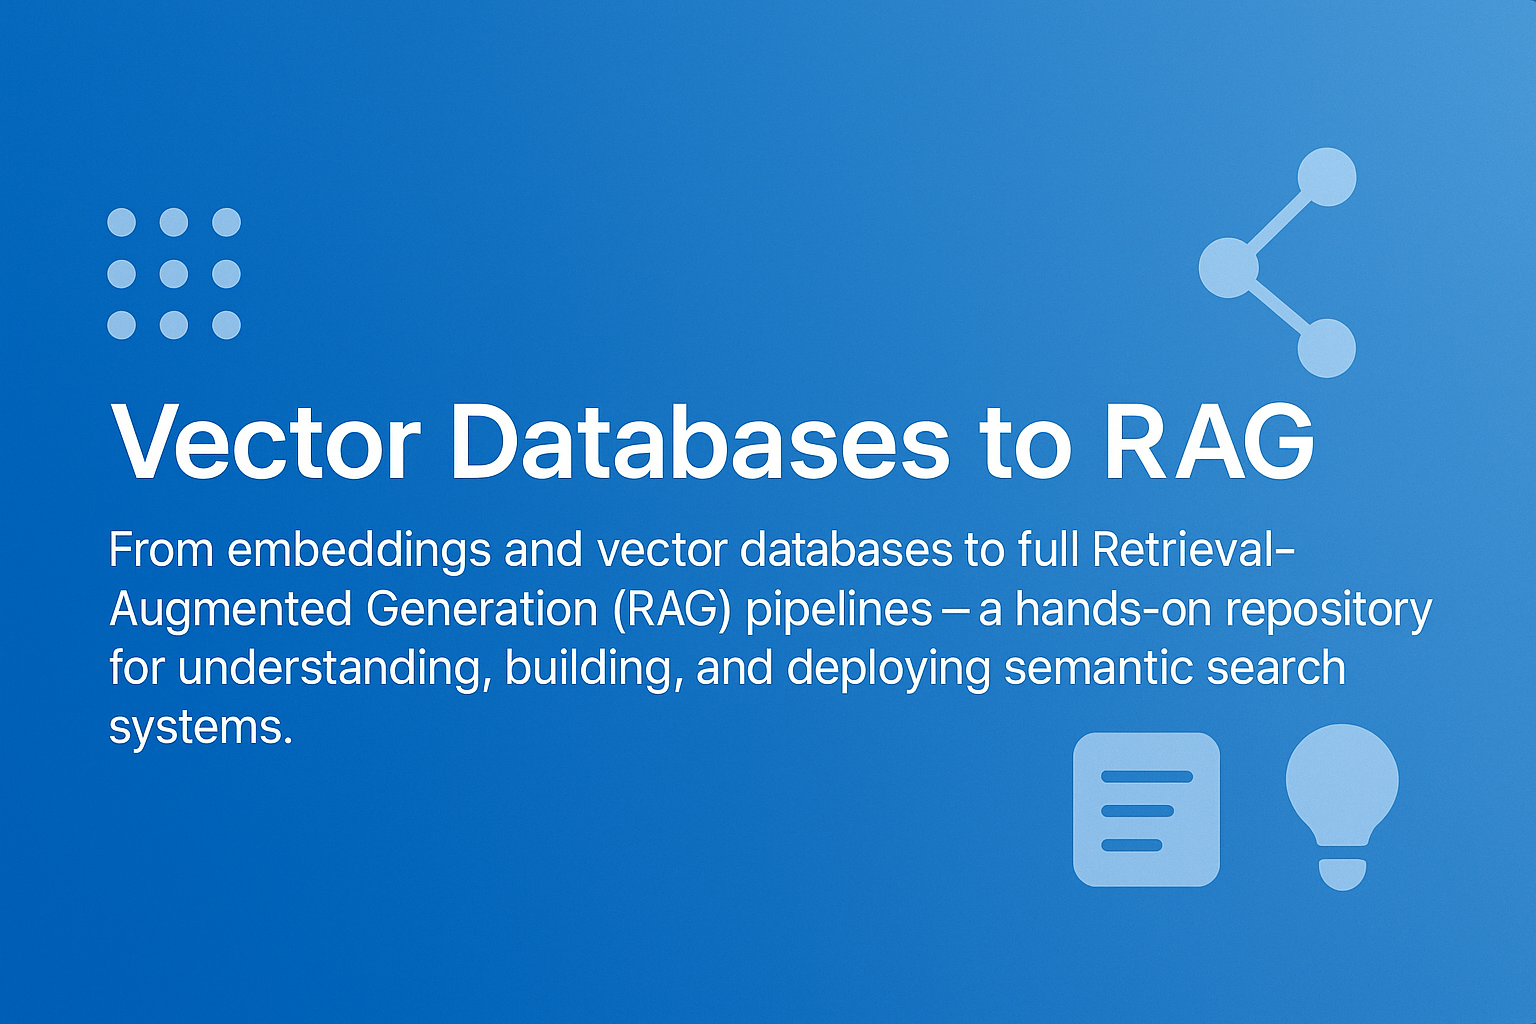 Vector Databases to RAG
From embeddings and vector databases to full Retrieval-
Augmented Generation (RAG) pipelines – a hands-on repository
for understanding, building, and deploying semantic search
systems.